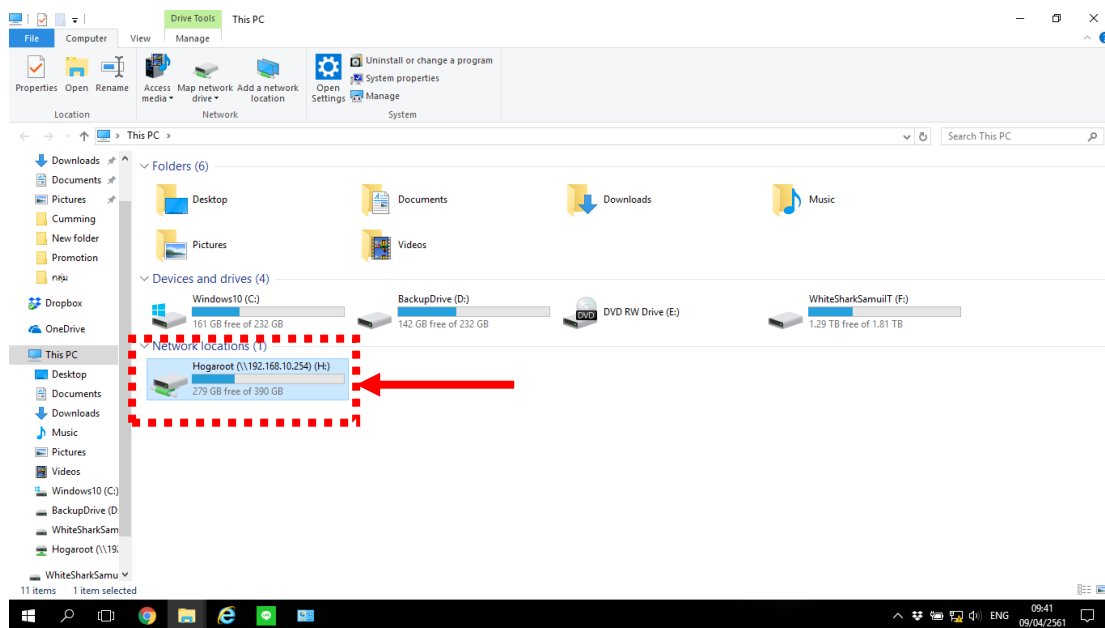 Drive Tools This PC
File Computer View Manage
Properties Open Rename
Access media Map network drive Add a network location
Open Settings
Uninstall or change a program
System properties
Manage
Location Network System
This PC
Search This PC
Downloads
Documents
Pictures
Cumming
New folder
Promotion
กลุ่ม
Dropbox
OneDrive
This PC
Desktop
Documents
Downloads
Music
Pictures
Videos
Windows10 (C:)
BackupDrive (D:
WhiteSharkSam
Hogaroot (\\19
WhiteSharkSamu
Folders (6)
Desktop Documents Downloads Music
Pictures Videos
Devices and drives (4)
Windows10 (C:)
161 GB free of 232 GB
BackupDrive (D:)
142 GB free of 232 GB
DVD RW Drive (E:)
DVD
WhiteSharkSamuiIT (F:)
1.29 TB free of 1.81 TB
Network locations (1)
Hogaroot (\\192.168.10.254) (H:)
279 GB free of 390 GB
11 items 1 item selected
ENG
09:41
09/04/2561